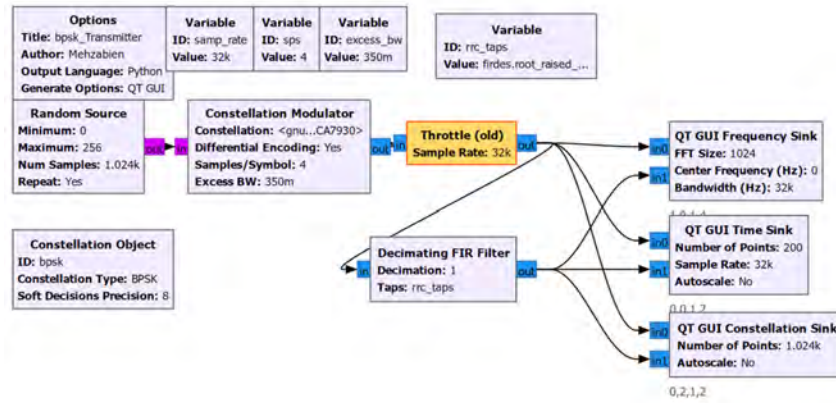 Options
Title: bpsk_Transmitter
Author: Mehzabien
Output Language: Python
Generate Options: QT GUI
Variable
ID: samp_rate
Value: 32k
Variable
ID: sps
Value: 4
Variable
ID: excess_bw
Value: 350m
Variable
ID: rrc_taps
Value: firdes.root_raised_...
Random Source
Minimum: 0
Maximum: 256
Num Samples: 1.024k
Repeat: Yes
out
in
Constellation Modulator
Constellation: <gnu...CA7930>
Differential Encoding: Yes
Samples/Symbol: 4
Excess BW: 350m
out
in
Throttle (old)
Sample Rate: 32k
out
in0
in1
QT GUI Frequency Sink
FFT Size: 1024
Center Frequency (Hz): 0
Bandwidth (Hz): 32k
Constellation Object
ID: bpsk
Constellation Type: BPSK
Soft Decisions Precision: 8
in
Decimating FIR Filter
Decimation: 1
Taps: rrc_taps
out
in0
in1
QT GUI Time Sink
Number of Points: 200
Sample Rate: 32k
Autoscale: No
0,0,1,2
in0
in1
QT GUI Constellation Sink
Number of Points: 1.024k
Autoscale: No
0,2,1,2